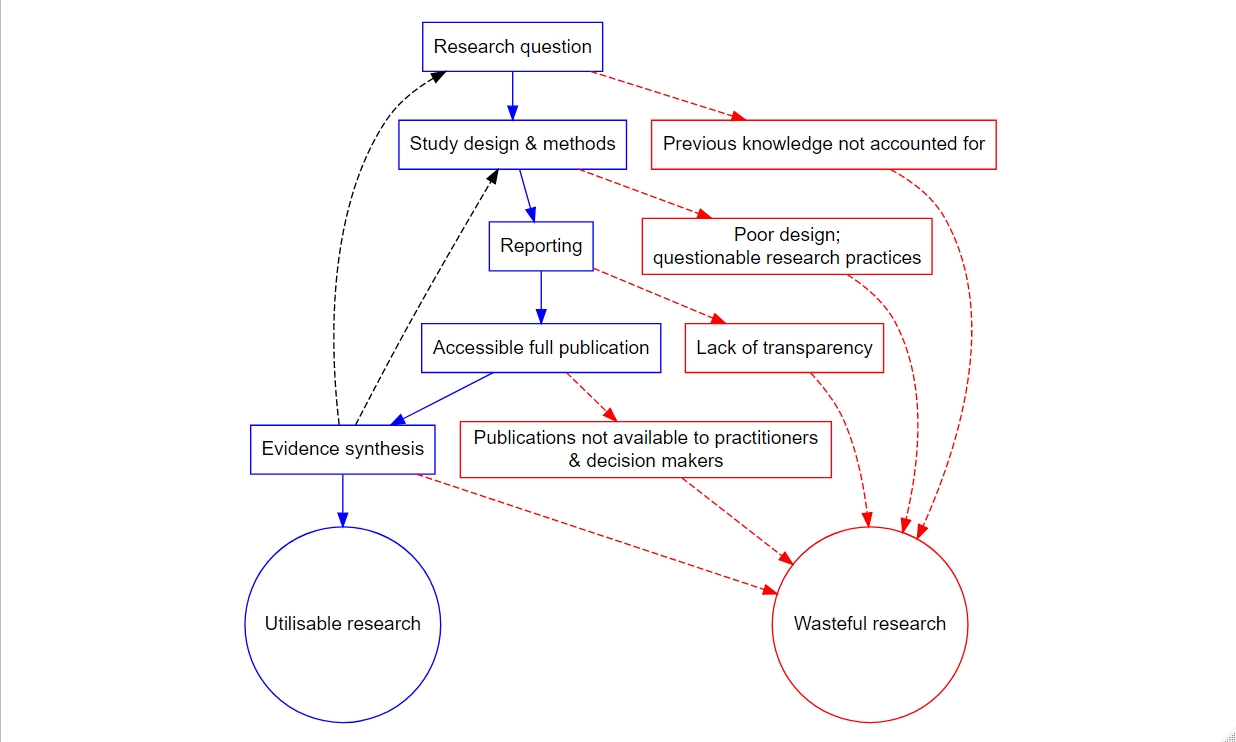 Research question
Study design & methods
Previous knowledge not accounted for
Poor design;
questionable research practices
Reporting
Accessible full publication
Lack of transparency
Publications not available to practitioners
& decision makers
Evidence synthesis
Utilisable research
Wasteful research